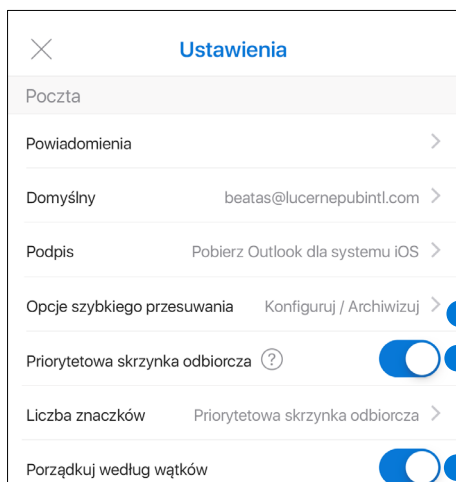 Ustawienia
Poczta
Powiadomienia
Domyślny beatas@lucernepubintl.com
Podpis Pobierz Outlook dla systemu iOS
Opcje szybkiego przesuwania Konfiguruj / Archiwizuj
Priorytetowa skrzynka odbiorcza ?
Liczba znaczków Priorytetowa skrzynka odbiorcza
Porządkuj według wątków